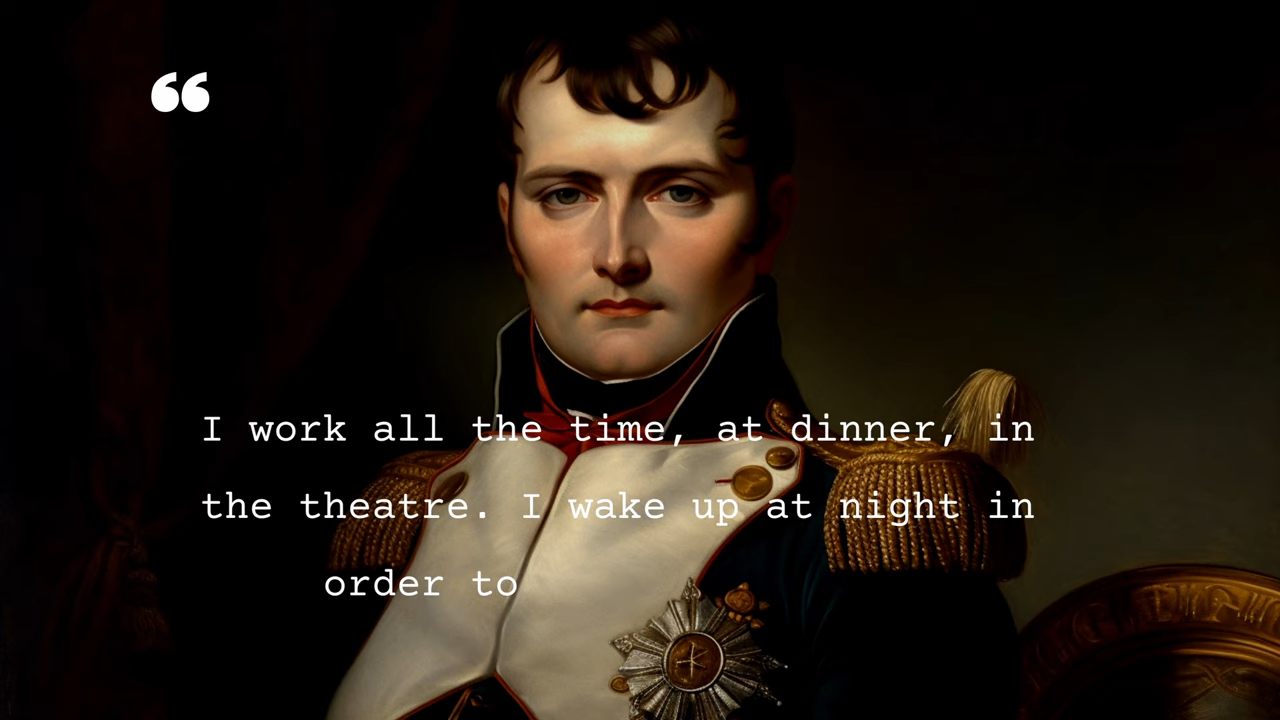 “
I work all the time, at dinner, in
the theatre. I wake up at night in
order to